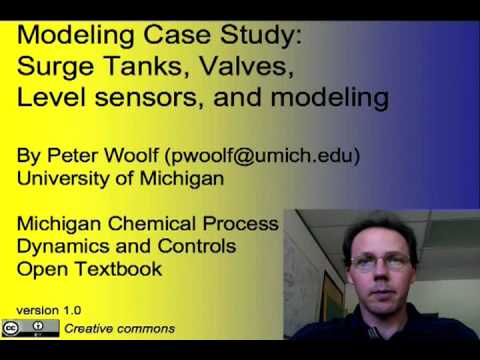 Modeling Case Study:
Surge Tanks, Valves,
Level sensors, and modeling
By Peter Woolf (pwoolf@umich.edu)
University of Michigan
Michigan Chemical Process
Dynamics and Controls
Open Textbook
version 1.0
cc
Creative commons